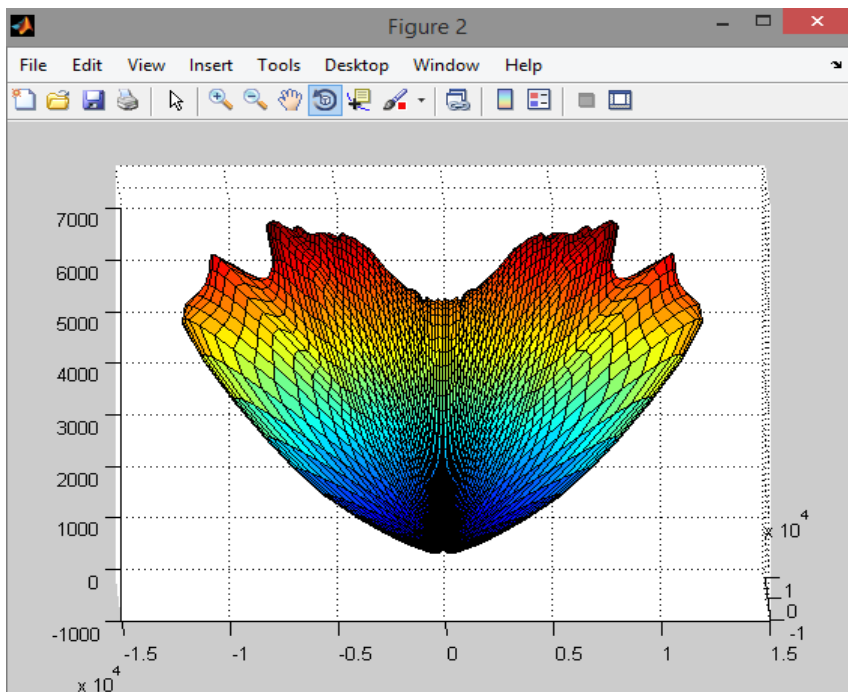 Figure 2
File Edit View Insert Tools Desktop Window Help
7000
6000
5000
4000
3000
2000
1000
0
-1000
x 10^4
1
0
-1
-1.5 -1 -0.5 0 0.5 1 1.5
x 10^4